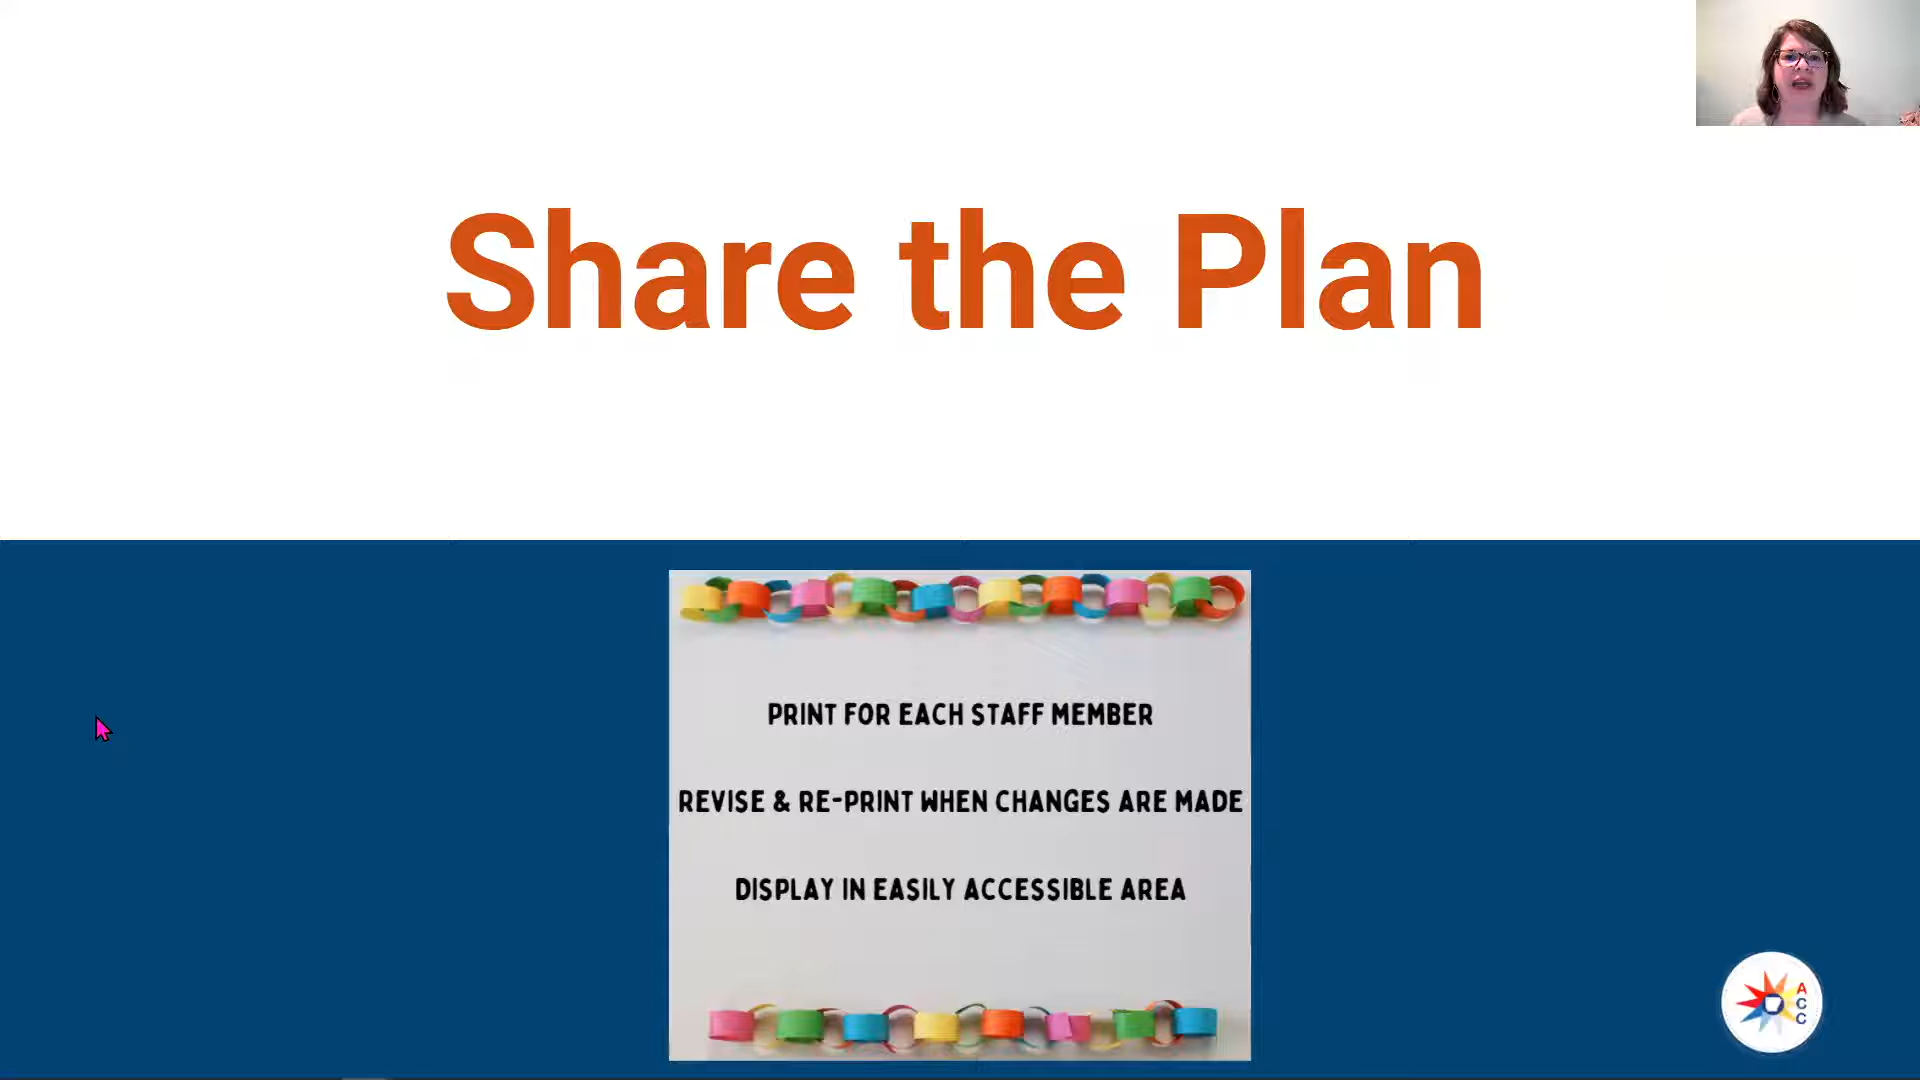 Share the Plan
PRINT FOR EACH STAFF MEMBER
REVISE & RE-PRINT WHEN CHANGES ARE MADE
DISPLAY IN EASILY ACCESSIBLE AREA
A
C
C